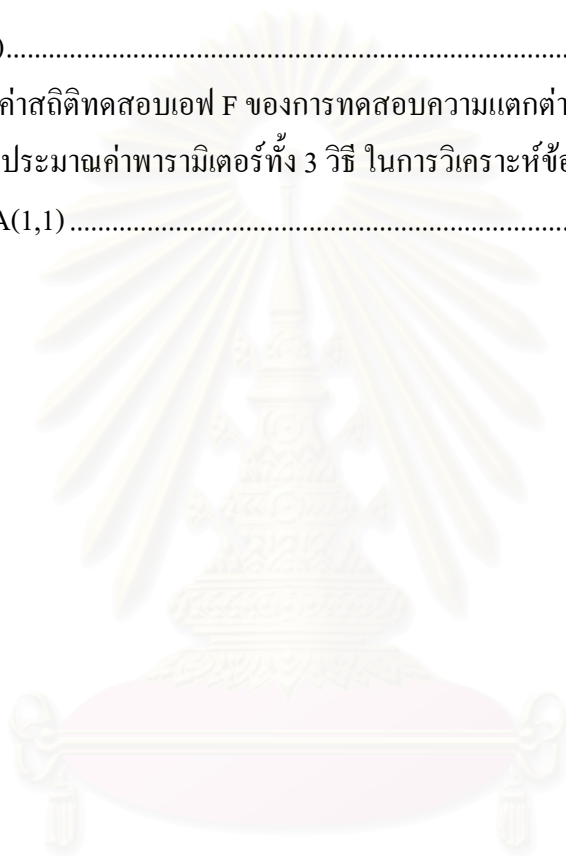 )................................................................................
ค่าสถิติทดสอบเอฟ F ของการทดสอบความแตกต่า
ประมาณค่าพารามิเตอร์ทั้ง 3 วิธี ในการวิเคราะห์ข้อ
A(1,1) ........................................................................